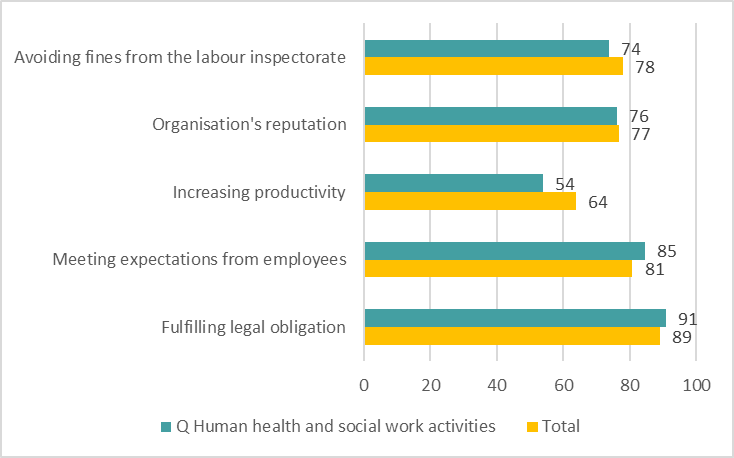 Avoiding fines from the labour inspectorate
74
78
Organisation's reputation
76
77
Increasing productivity
54
64
Meeting expectations from employees
85
81
Fulfilling legal obligation
91
89
0 20 40 60 80 100
Q Human health and social work activities Total